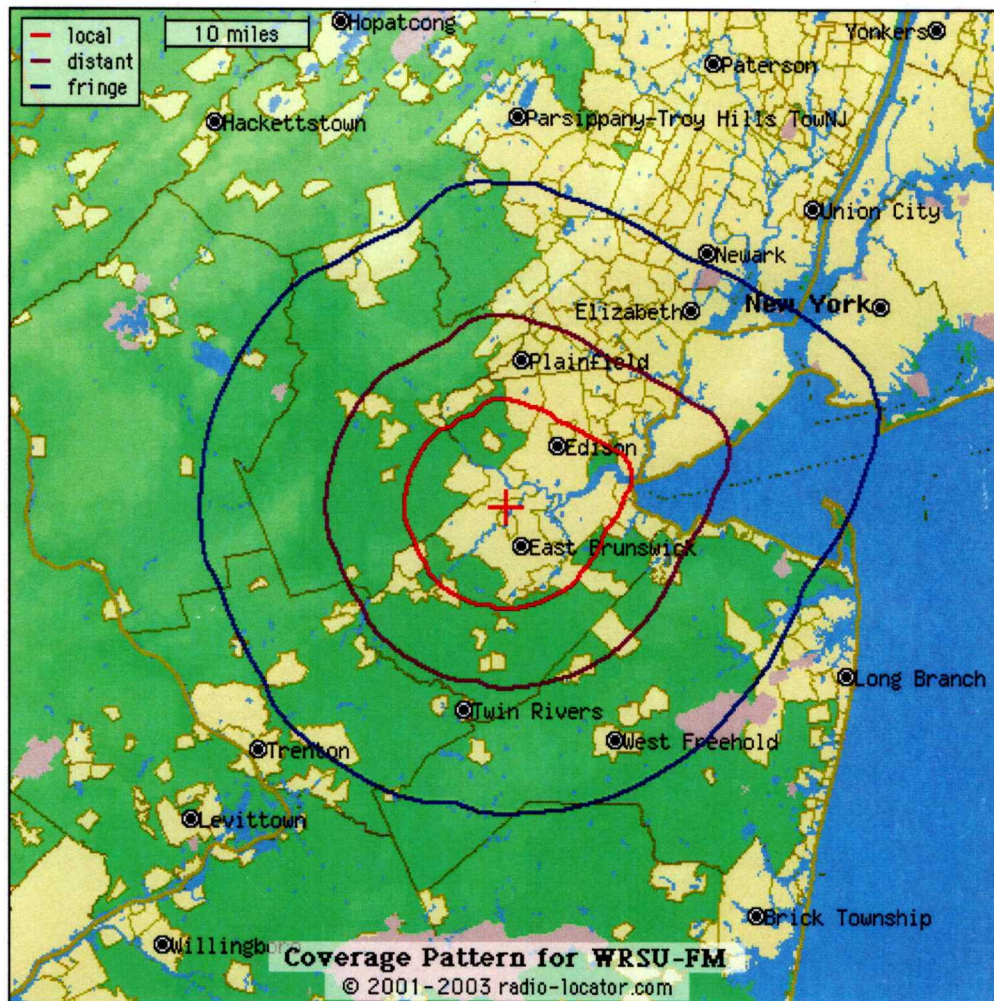 local
distant
fringe
10 miles
Hopatcong
Yonkers
Paterson
Hackettstown
Parsippany-Troy Hills TowNJ
Union City
Newark
Elizabeth
New York
Plainfield
Edison
East Brunswick
Long Branch
Twin Rivers
West Freehold
Trenton
Levittown
Brick Township
Willingboro
Coverage Pattern for WRSU-FM
© 2001-2003 radio-locator.com